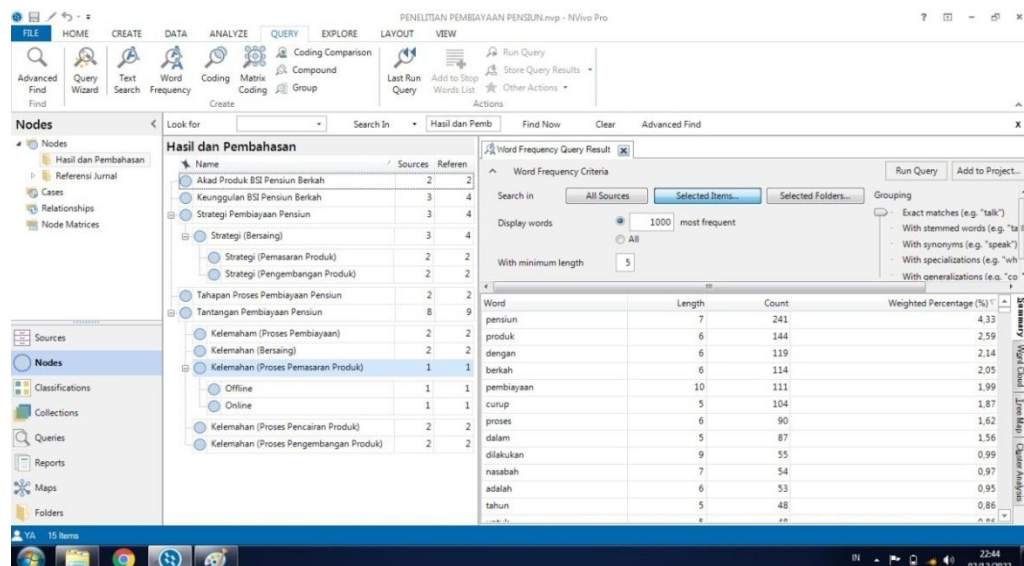 PENELITIAN PEMBIAYAAN PENSIUN.nvp - NVivo Pro
FILE HOME CREATE DATA ANALYZE QUERY EXPLORE LAYOUT VIEW
Advanced Find
Query Wizard
Text Search
Word Frequency
Coding
Matrix Coding
Coding Comparison
Compound
Group
Last Run Query
Add to Stop Words List
Run Query
Store Query Results
Other Actions
Find Create Actions
Nodes
Look for Search In Hasil dan Pemb Find Now Clear Advanced Find X
Nodes
Hasil dan Pembahasan
Referensi Jurnal
Cases
Relationships
Node Matrices
Sources
Nodes
Classifications
Collections
Queries
Reports
Maps
Folders
Hasil dan Pembahasan
Name Sources Referen
Akad Produk BSI Pensiun Berkah 2 2
Keunggulan BSI Pensiun Berkah 3 4
Strategi Pembiayaan Pensiun 3 4
Strategi (Bersaing) 3 4
Strategi (Pemasaran Produk) 2 2
Strategi (Pengembangan Produk) 2 2
Tahapan Proses Pembiayaan Pensiun 2 2
Tantangan Pembiayaan Pensiun 8 9
Kelemaham (Proses Pembiayaan) 2 2
Kelemahan (Bersaing) 2 2
Kelemahan (Proses Pemasaran Produk) 1 1
Offline 1 1
Online 1 1
Kelemahan (Proses Pencairan Produk) 2 2
Kelemahan (Proses Pengembangan Produk) 2 2
Word Frequency Query Result
Word Frequency Criteria Run Query Add to Project...
Search in All Sources Selected Items... Selected Folders... Grouping
Display words 1000 most frequent
All
With minimum length 5
Exact matches (e.g. "talk")
With stemmed words (e.g. "ta
With synonyms (e.g. "speak")
With specializations (e.g. "wh
With generalizations (e.g. "co
Word Length Count Weighted Percentage (%)
pensiun 7 241 4,33
produk 6 144 2,59
dengan 6 119 2,14
berkah 6 114 2,05
pembiayaan 10 111 1,99
curup 5 104 1,87
proses 6 90 1,62
dalam 5 87 1,56
dilakukan 9 55 0,99
nasabah 7 54 0,97
adalah 6 53 0,95
tahun 5 48 0,86
Summary
Word Cloud
Tree Map
Cluster Analysis
YA 15 Items
IN 22:44